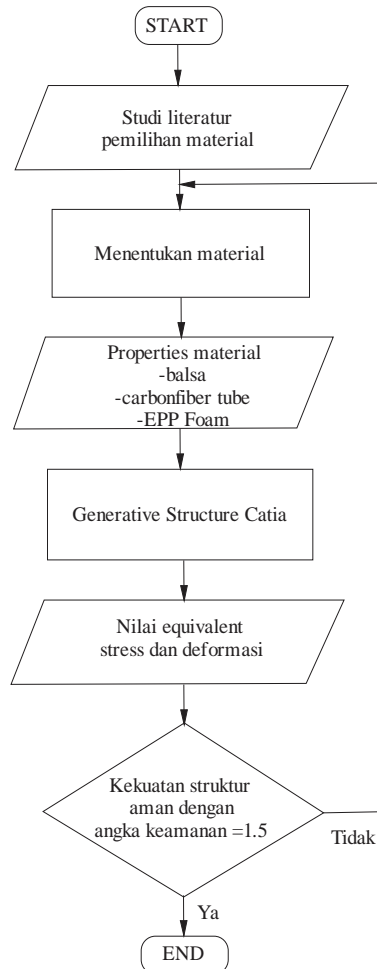 START
Studi literatur
pemilihan material
Menentukan material
Properties material
-balsa
-carbonfiber tube
-EPP Foam
Generative Structure Catia
Nilai equivalent
stress dan deformasi
Kekuatan struktur
aman dengan
angka keamanan =1.5
Tidak
Ya
END